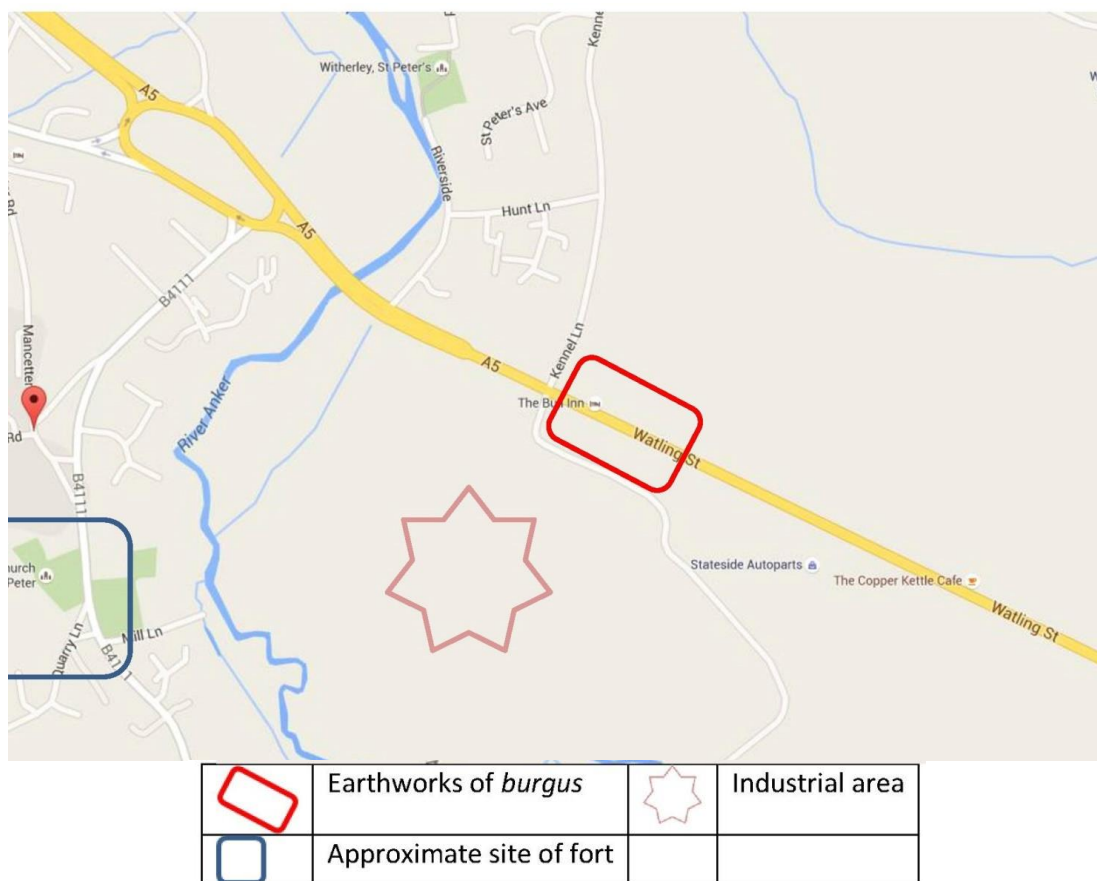 Witherley, St Peter's
Kenne
St Peter's Ave
A5
Riverside
Hunt Ln
A5
B4111
Mancetter
Kennel Ln
A5
River Anker
The Bull Inn
Rd
Watling St
B4111
Stateside Autoparts
The Copper Kettle Cafe
hurch
Peter
Watling St
Quarry Ln
Mill Ln
B4111
Earthworks of burgus
Industrial area
Approximate site of fort